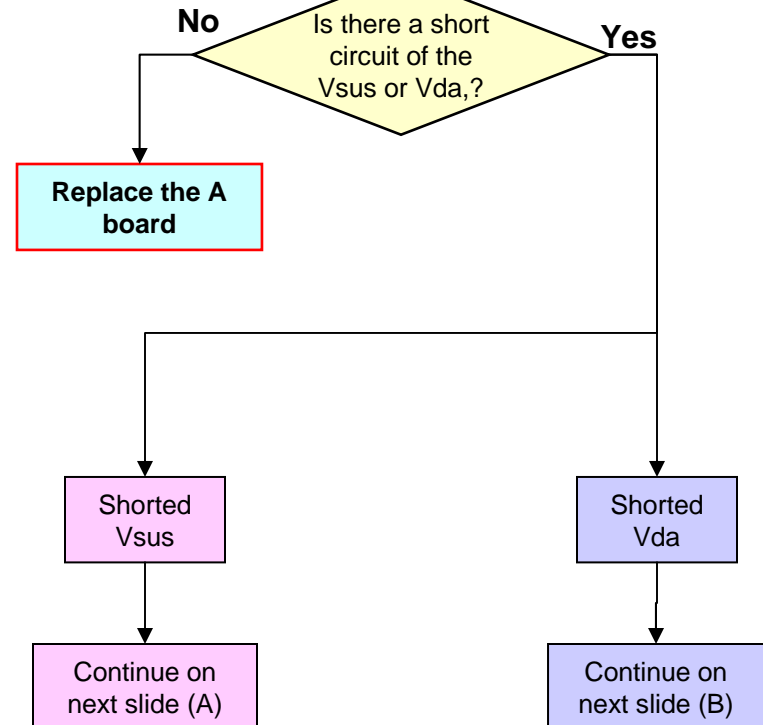 No
Is there a short
circuit of the
Vsus or Vda,?
Yes
Replace the A
board
Shorted
Vsus
Shorted
Vda
Continue on
next slide (A)
Continue on
next slide (B)